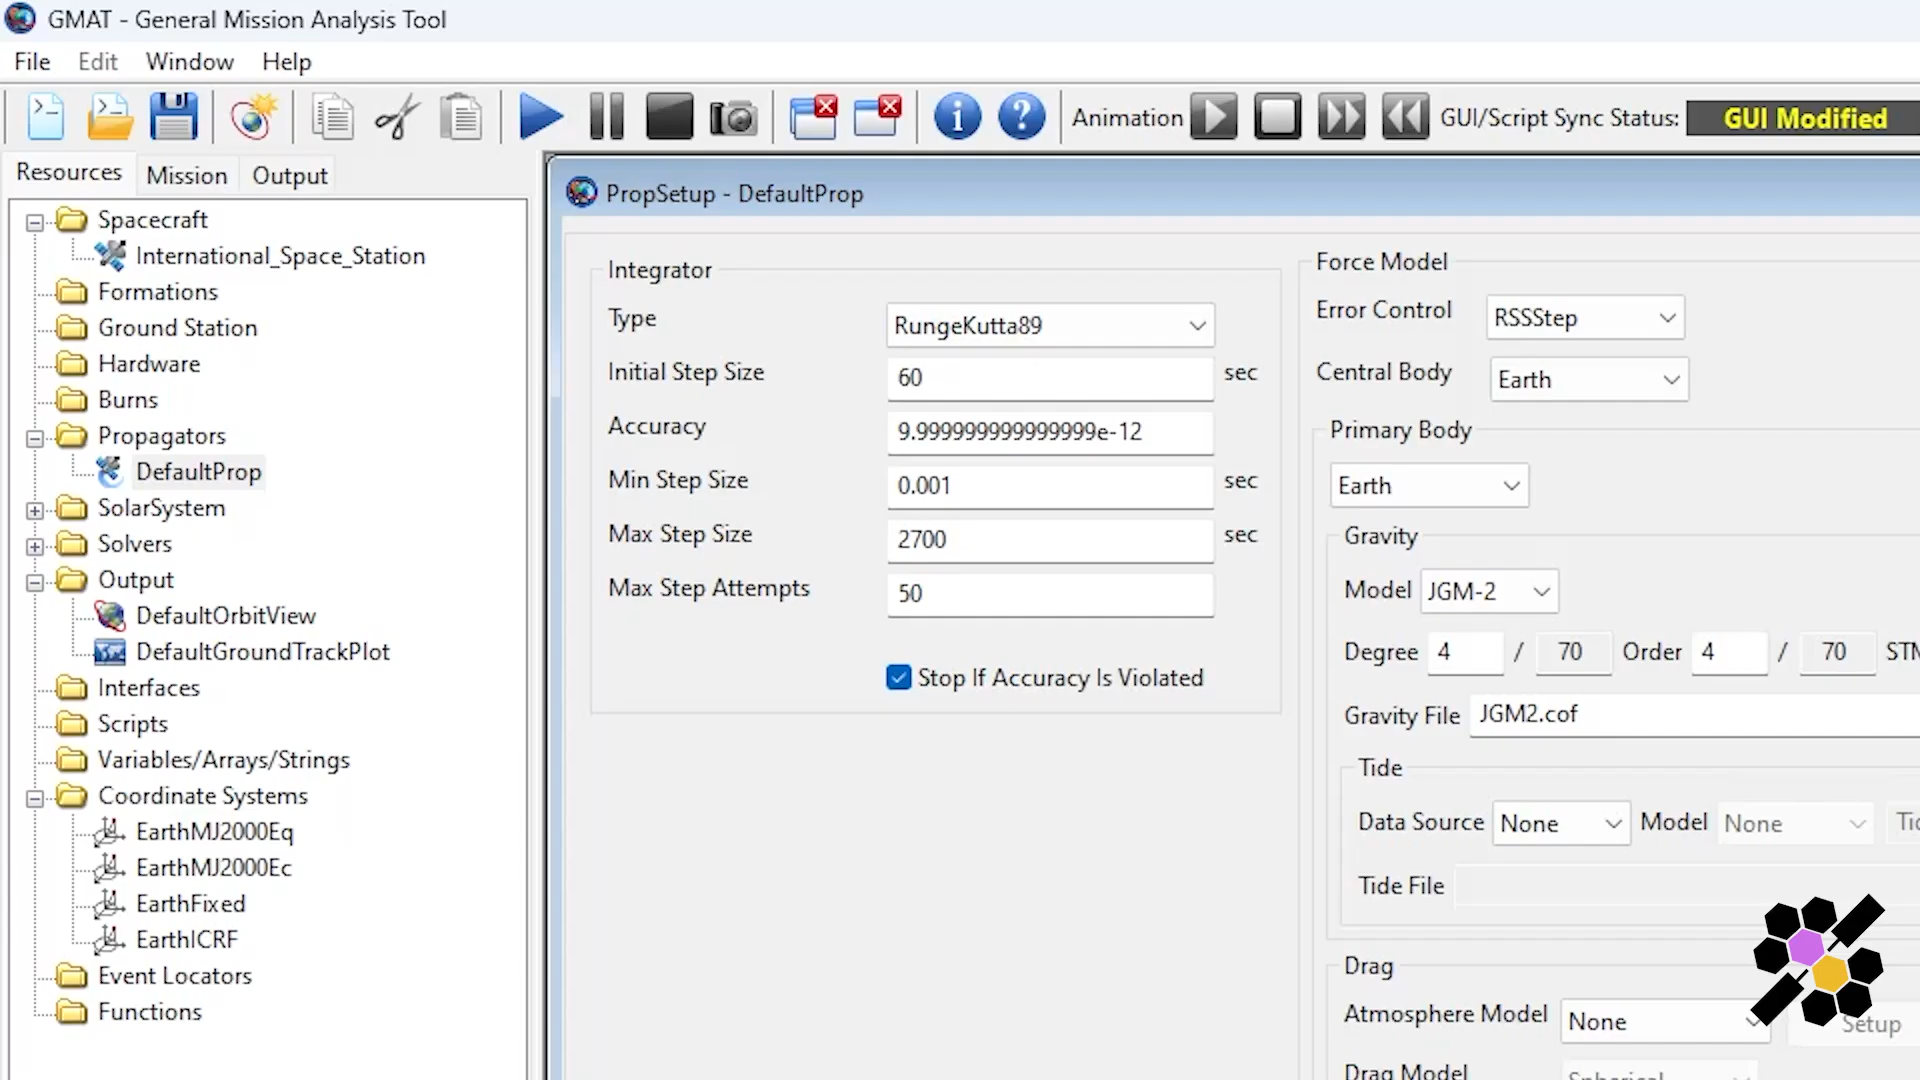 GMAT - General Mission Analysis Tool
File Edit Window Help
Animation GUI/Script Sync Status: GUI Modified
Resources Mission Output
Spacecraft
International_Space_Station
Formations
Ground Station
Hardware
Burns
Propagators
DefaultProp
SolarSystem
Solvers
Output
DefaultOrbitView
DefaultGroundTrackPlot
Interfaces
Scripts
Variables/Arrays/Strings
Coordinate Systems
EarthMJ2000Eq
EarthMJ2000Ec
EarthFixed
EarthICRF
Event Locators
Functions
PropSetup - DefaultProp
Integrator
Type RungeKutta89
Initial Step Size 60 sec
Accuracy 9.999999999999999e-12
Min Step Size 0.001 sec
Max Step Size 2700 sec
Max Step Attempts 50
Stop If Accuracy Is Violated
Force Model
Error Control RSSStep
Central Body Earth
Primary Body
Earth
Gravity
Model JGM-2
Degree 4 / 70 Order 4 / 70
Gravity File JGM2.cof
Tide
Data Source None Model None
Tide File
Drag
Atmosphere Model None Setup
Drag Model Spherical